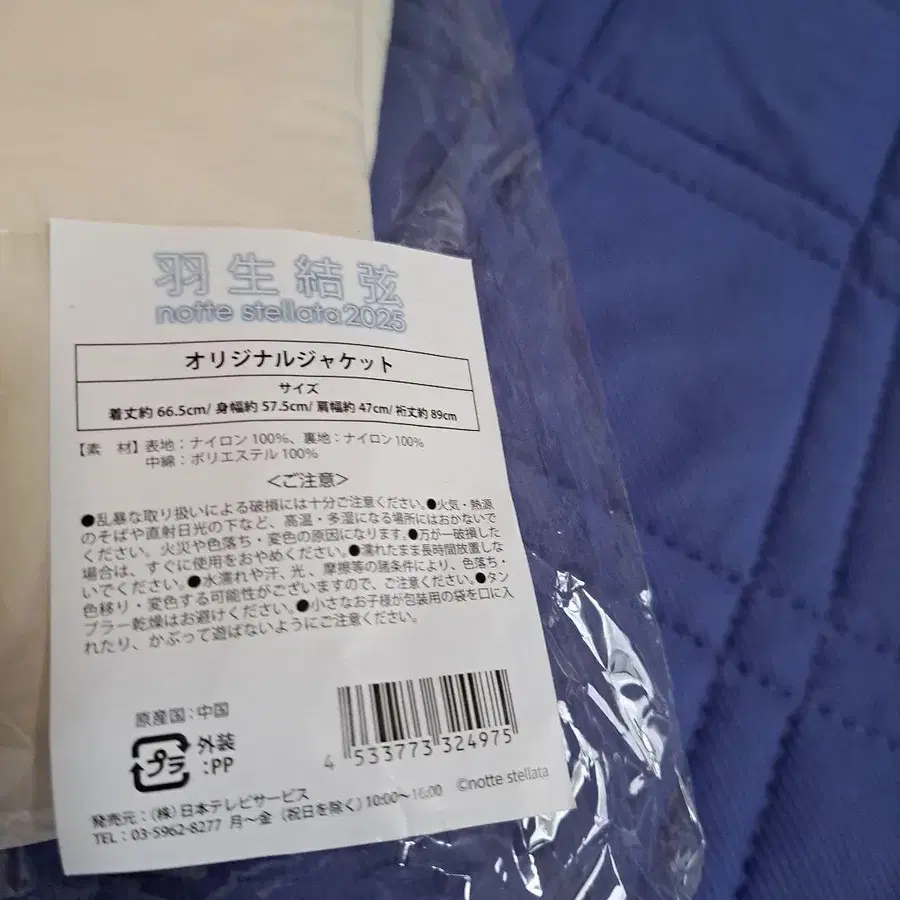 羽生結弦
notte stellata2025
オリジナルジャケット
サイズ
着丈約 66.5cm/ 身幅約 57.5cm/ 肩幅約 47cm/ 裄丈約 89cm
【素　材】表地：ナイロン 100%、裏地：ナイロン 100%
中綿：ポリエステル 100%
<ご注意>
●乱暴な取り扱いによる破損には十分ご注意ください。●火気・熱源
のそばや直射日光の下など、高温・多湿になる場所にはおかないで
ください。火災や色落ち・変色の原因になります。●万が一破損した
場合は、すぐに使用をおやめください。●濡れたまま長時間放置しな
いでください。●水濡れや汗、光、摩擦等の諸条件により、色落ち・
色移り・変色する可能性がございますので、ご注意ください。●タン
ブラー乾燥はお避けください。●小さなお子様が包装用の袋を口に入
れたり、かぶって遊ばないようにご注意ください。
原産国：中国
プラ
外装
:PP
4 533773 324975
©notte stellata
発売元：（株）日本テレビサービス
TEL：03-5962-8277 月～金（祝日を除く）10:00～16:00